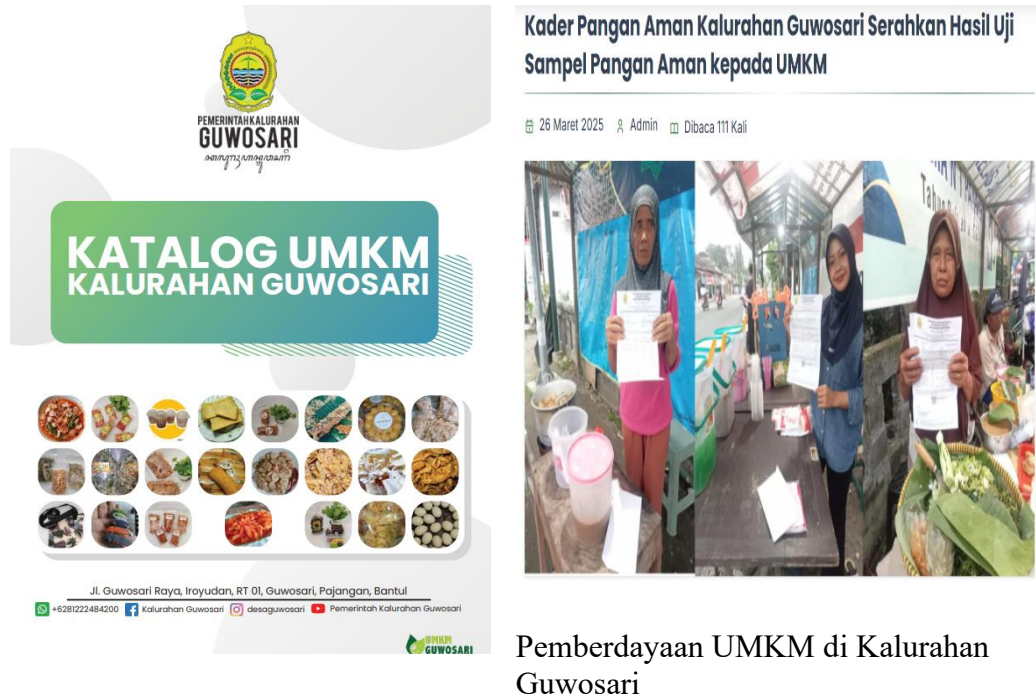 PEMERINTAH KALURAHAN
GUWOSARI
KATALOG UMKM
KALURAHAN GUWOSARI
Jl. Guwosari Raya, Iroyudan, RT 01, Guwosari, Pajangan, Bantul
+6281222484200 Kalurahan Guwosari desaguwosari Pemerintah Kalurahan Guwosari
UMKM
GUWOSARI
Kader Pangan Aman Kalurahan Guwosari Serahkan Hasil Uji
Sampel Pangan Aman kepada UMKM
26 Maret 2025 Admin Dibaca 111 Kali
Pemberdayaan UMKM di Kalurahan
Guwosari